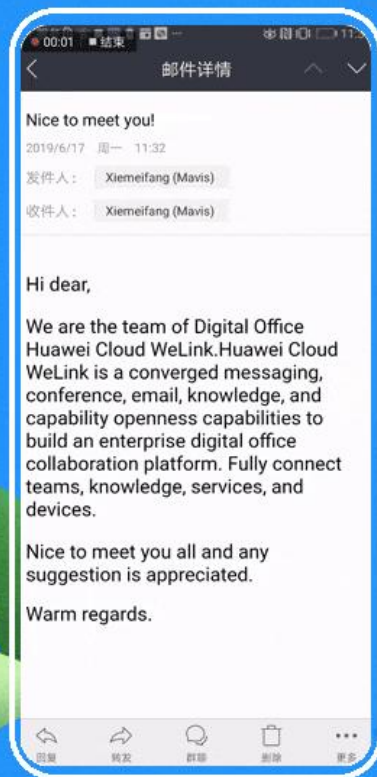 00:01 结束
邮件详情
Nice to meet you!
2019/6/17 周一 11:32
发件人： Xiemeifang (Mavis)
收件人： Xiemeifang (Mavis)
Hi dear,
We are the team of Digital Office
Huawei Cloud WeLink.Huawei Cloud
WeLink is a converged messaging,
conference, email, knowledge, and
capability openness capabilities to
build an enterprise digital office
collaboration platform. Fully connect
teams, knowledge, services, and
devices.
Nice to meet you all and any
suggestion is appreciated.
Warm regards.
回复 转发 群聊 删除 更多